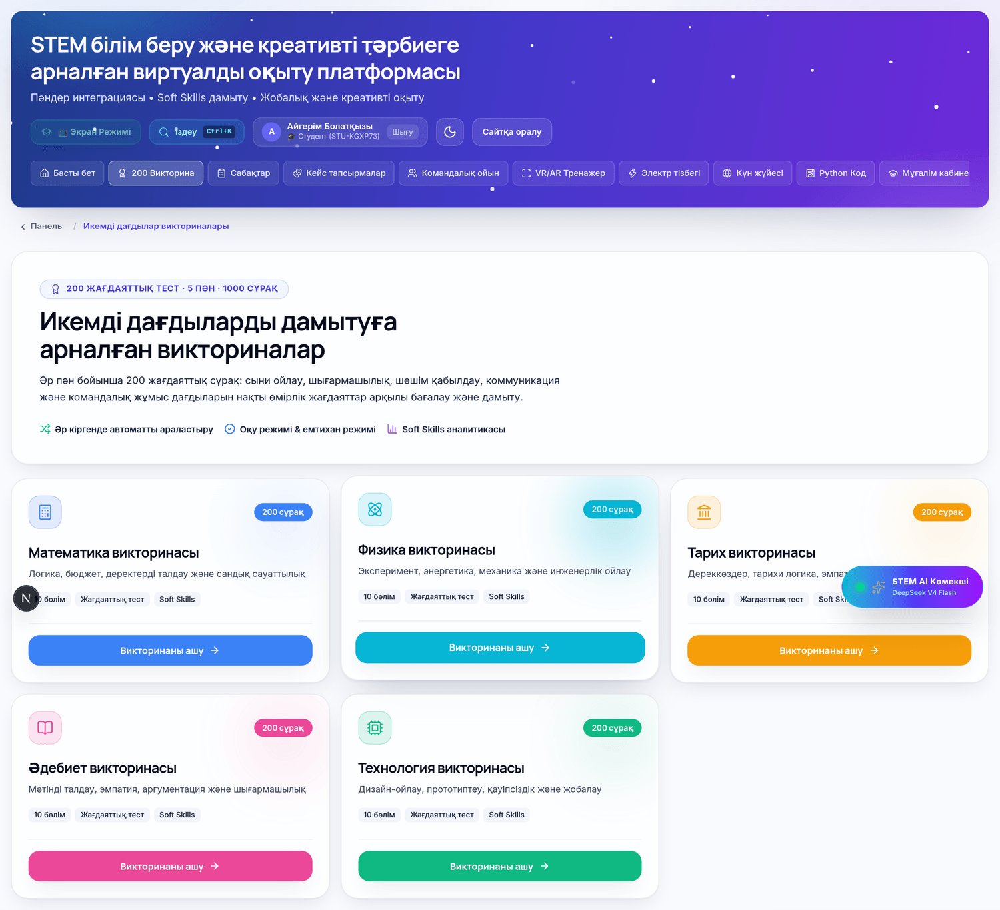 STEM білім беру және креативті тәрбиеге
арналған виртуалды оқыту платформасы
Пәндер интеграциясы • Soft Skills дамыту • Жобалық және креативті оқыту
📺 Экран Режимі
Іздеу Ctrl+K
А Айгерім Болатқызы
🎓 Студент (STU-KGXP73)
Шығу
Сайтқа оралу
Басты бет
200 Викторина
Сабақтар
Кейс тапсырмалар
Командалық ойын
VR/AR Тренажер
Электр тізбегі
Күн жүйесі
Python Код
Мұғалім
Панель / Икемді дағдылар викториналары
200 ЖАҒДАЯТТЫҚ ТЕСТ · 5 ПӘН · 1000 СҰРАҚ
Икемді дағдыларды дамытуға
арналған викториналар
Әр пән бойынша 200 жағдаяттық сұрақ: сыни ойлау, шығармашылық, шешім қабылдау, коммуникация
және командалық жұмыс дағдыларын нақты өмірлік жағдаяттар арқылы бағалау және дамыту.
Әр кіргенде автоматты араластыру
Оқу режимі & емтихан режимі
Soft Skills аналитикасы
200 сұрақ
Математика викторинасы
Логика, бюджет, деректерді талдау және сандық сауаттылық
N
0 бөлім
Жағдаяттық тест
Soft Skills
Викторинаны ашу →
200 сұрақ
Физика викторинасы
Эксперимент, энергетика, механика және инженерлік ойлау
10 бөлім
Жағдаяттық тест
Soft Skills
Викторинаны ашу →
200 сұрақ
Тарих викторинасы
Дереккөздер, тарихи логика,
10 бөлім
Жағдаяттық тест
Soft
STEM AI Көмекші
DeepSeek V4 Flash
Викторинаны ашу →
200 сұрақ
Әдебиет викторинасы
Мәтінді талдау, эмпатия, аргументация және шығармашылық
10 бөлім
Жағдаяттық тест
Soft Skills
Викторинаны ашу →
200 сұрақ
Технология викторинасы
Дизайн-ойлау, прототиптеу, қауіпсіздік және жобалау
10 бөлім
Жағдаяттық тест
Soft Skills
Викторинаны ашу →